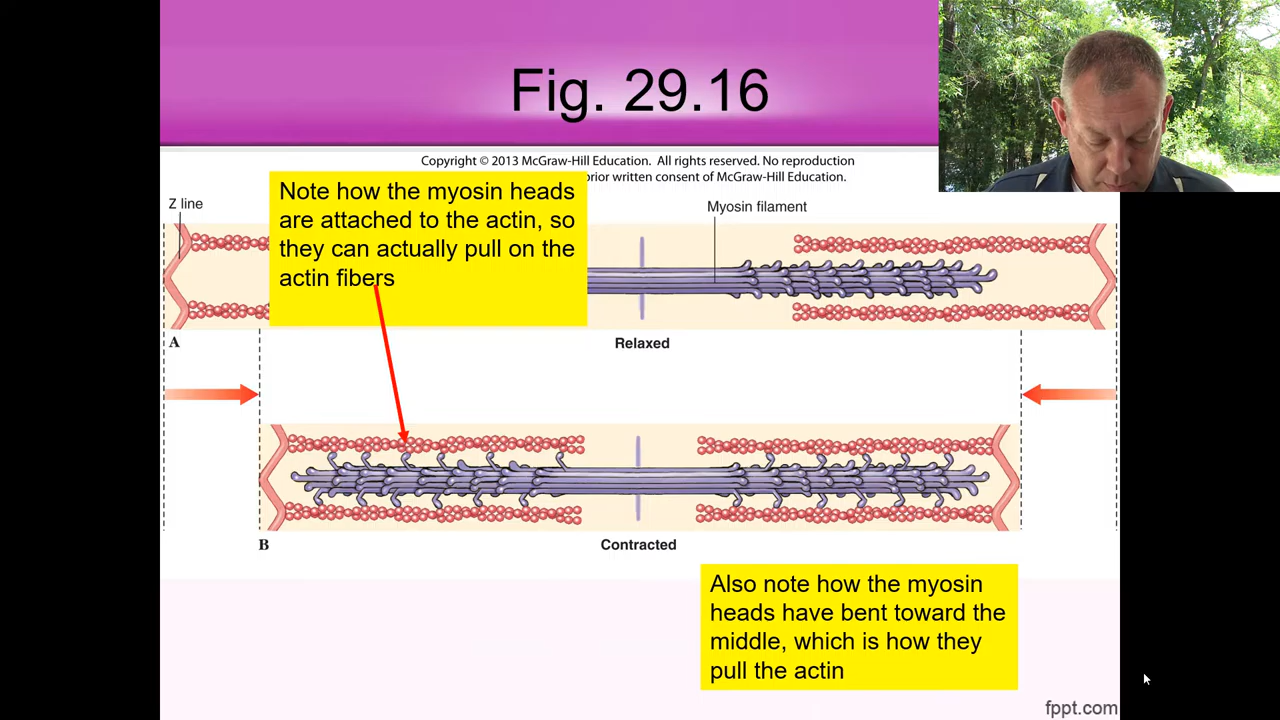 Fig. 29.16
Copyright © 2013 McGraw-Hill Education. All rights reserved. No reproduction
prior written consent of McGraw-Hill Education.
Note how the myosin heads
are attached to the actin, so
they can actually pull on the
actin fibers
Z line
Myosin filament
A
Relaxed
B
Contracted
Also note how the myosin
heads have bent toward the
middle, which is how they
pull the actin
fppt.com